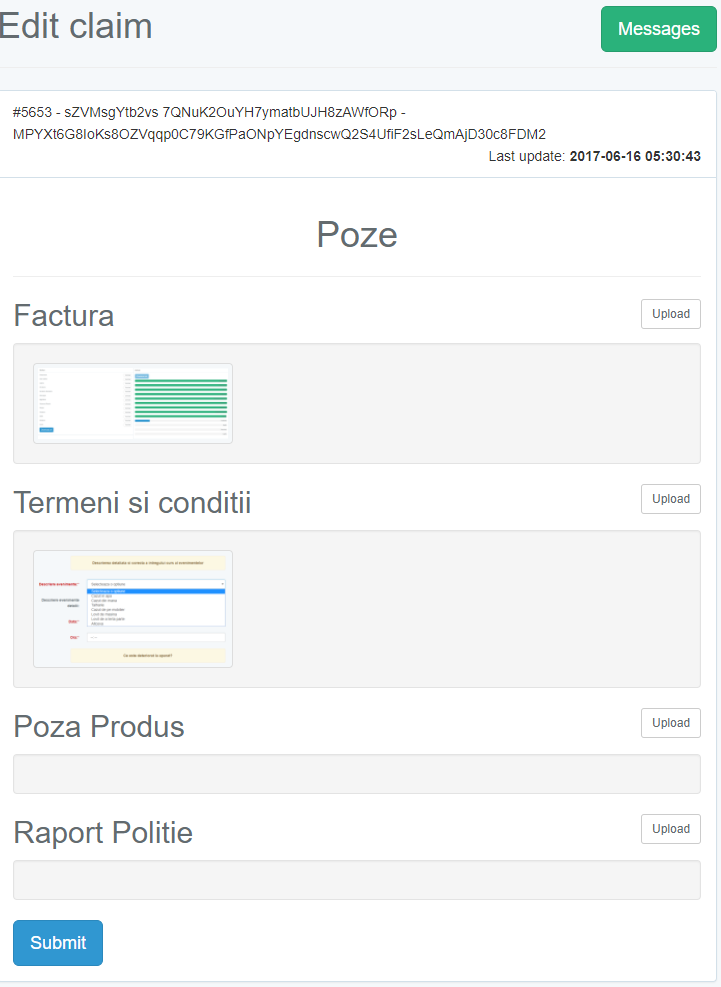 Edit claim
Messages
#5653 - sZVMsgYtb2vs 7QNuK2OuYH7ymatbUJH8zAWfORp -
MPYXt6G8IoKs8OZVqqp0C79KGfPaONpYEgdnscwQ2S4UfiF2sLeQmAjD30c8FDM2
Last update: 2017-06-16 05:30:43
Poze
Factura
Upload
Termeni si conditii
Upload
Poza Produs
Upload
Raport Politie
Upload
Submit